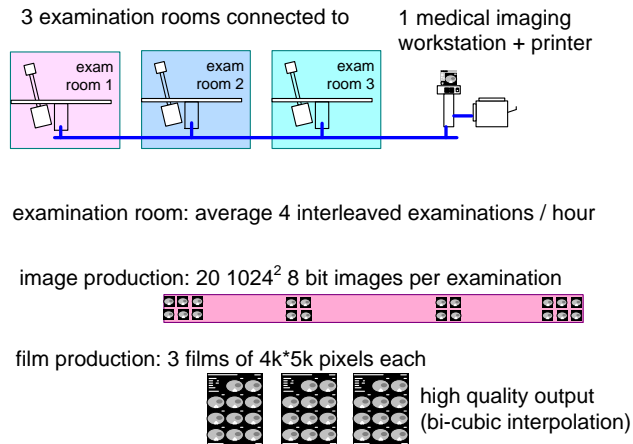 3 examination rooms connected to
1 medical imaging
workstation + printer
exam
room 1
exam
room 2
exam
room 3
examination room: average 4 interleaved examinations / hour
image production: 20 1024² 8 bit images per examination
film production: 3 films of 4k*5k pixels each
high quality output
(bi-cubic interpolation)